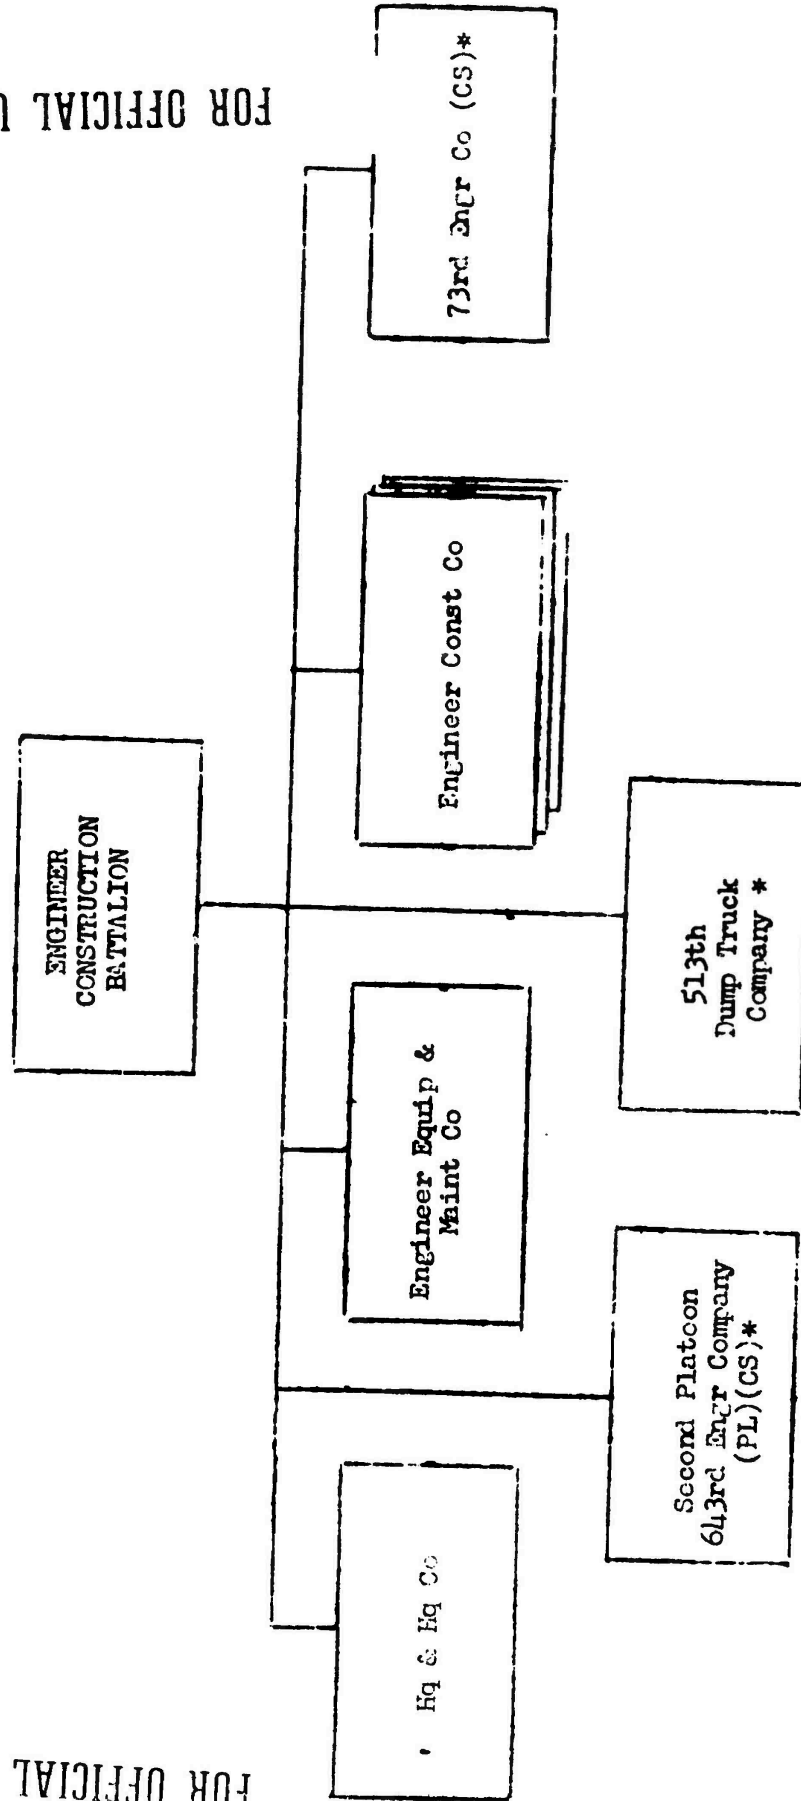 FOR OFFICIAL U
ENGINEER
CONSTRUCTION
BATTALION
Hq & Hq Co
Engineer Equip &
Maint Co
Engineer Const Co
73rd Engr Co (CS)*
Second Platoon
643rd Engr Company
(PL)(CS)*
513th
Dump Truck
Company *
FOR OFFICIAL